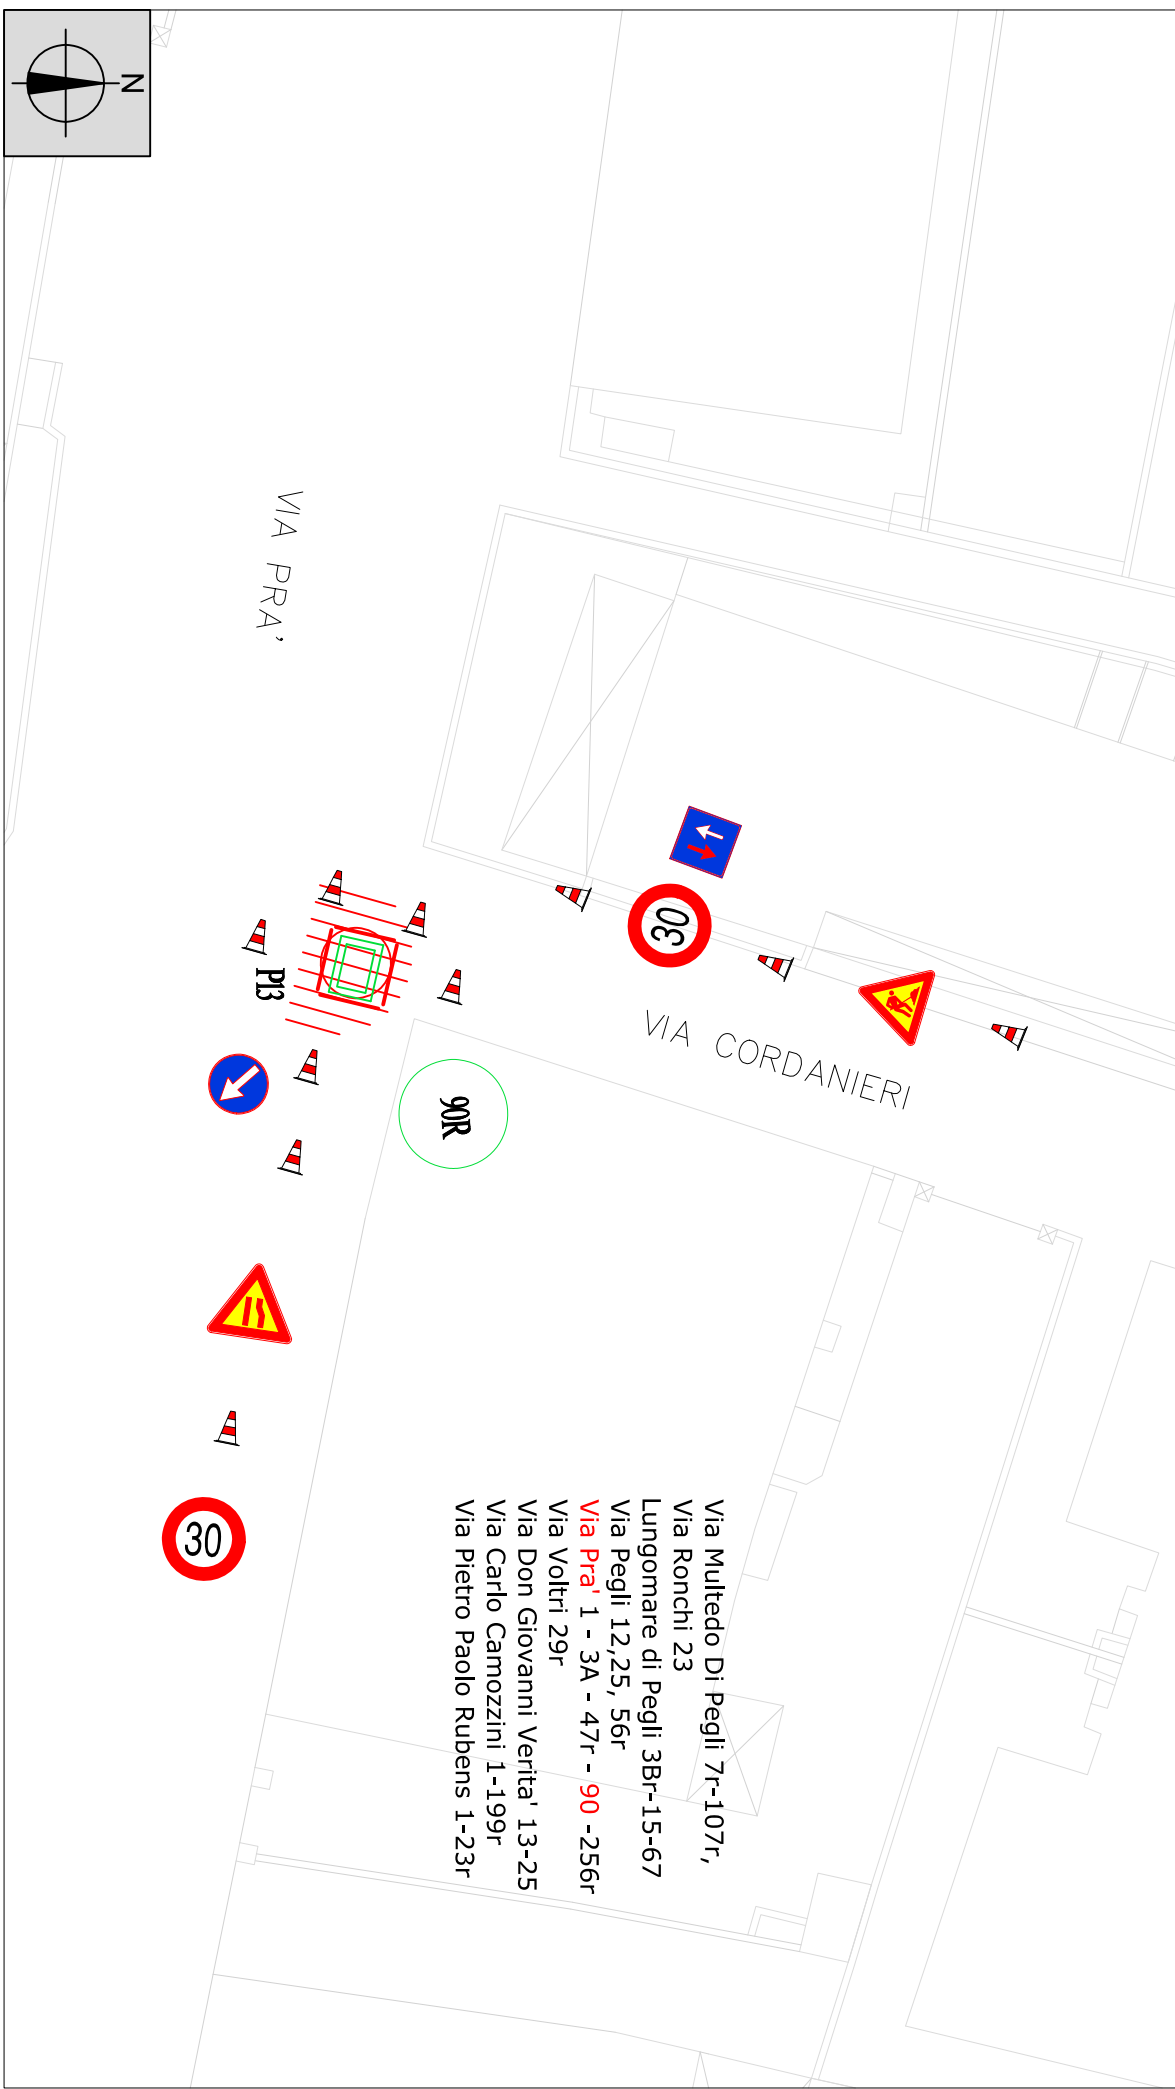 N
VIA PRA'
P13
90R
30
VIA CORDANIERI
30
Via Multedo Di Pegli 7r-107r,
Via Ronchi 23
Lungomare di Pegli 3Br-15-67
Via Pegli 12,25, 56r
Via Pra' 1 - 3A - 47r - 90 -256r
Via Voltri 29r
Via Don Giovanni Verita' 13-25
Via Carlo Camozzini 1-199r
Via Pietro Paolo Rubens 1-23r